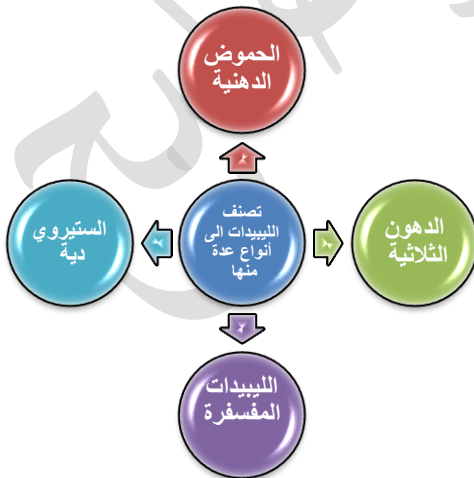 الحموض
الدهنية
تصنف
الليبيدات الى
أنواع عدة
منها
الدهون
الثلاثية
الستيروي
دية
الليبيدات
المفسفرة